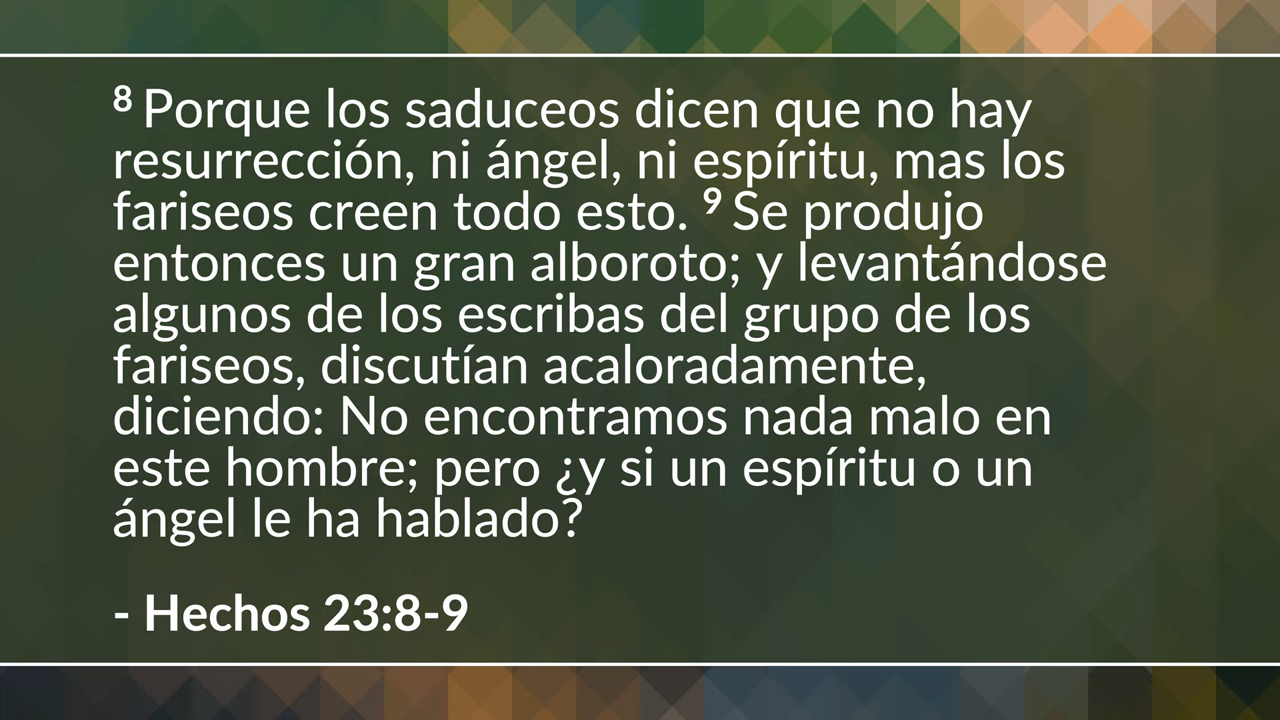 8 Porque los saduceos dicen que no hay
resurrección, ni ángel, ni espíritu, mas los
fariseos creen todo esto. 9 Se produjo
entonces un gran alboroto; y levantándose
algunos de los escribas del grupo de los
fariseos, discutían acaloradamente,
diciendo: No encontramos nada malo en
este hombre; pero ¿y si un espíritu o un
ángel le ha hablado?
- Hechos 23:8-9